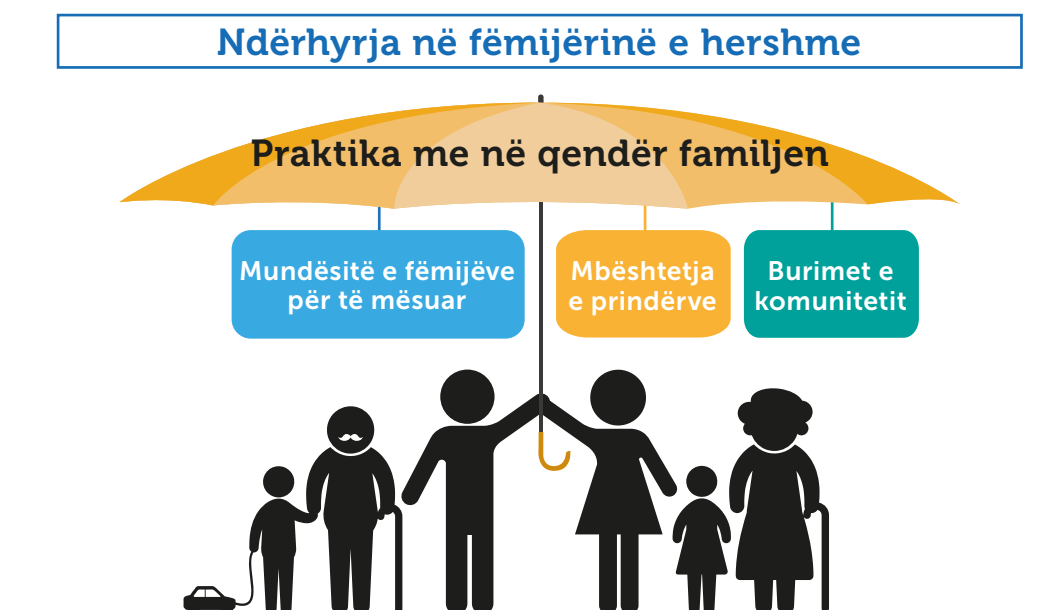 Ndërhyrja në fëmijërinë e hershme
Praktika me në qendër familjen
Mundësitë e fëmijëve
për të mësuar
Mbështetja
e prindërve
Burimet e
komunitetit